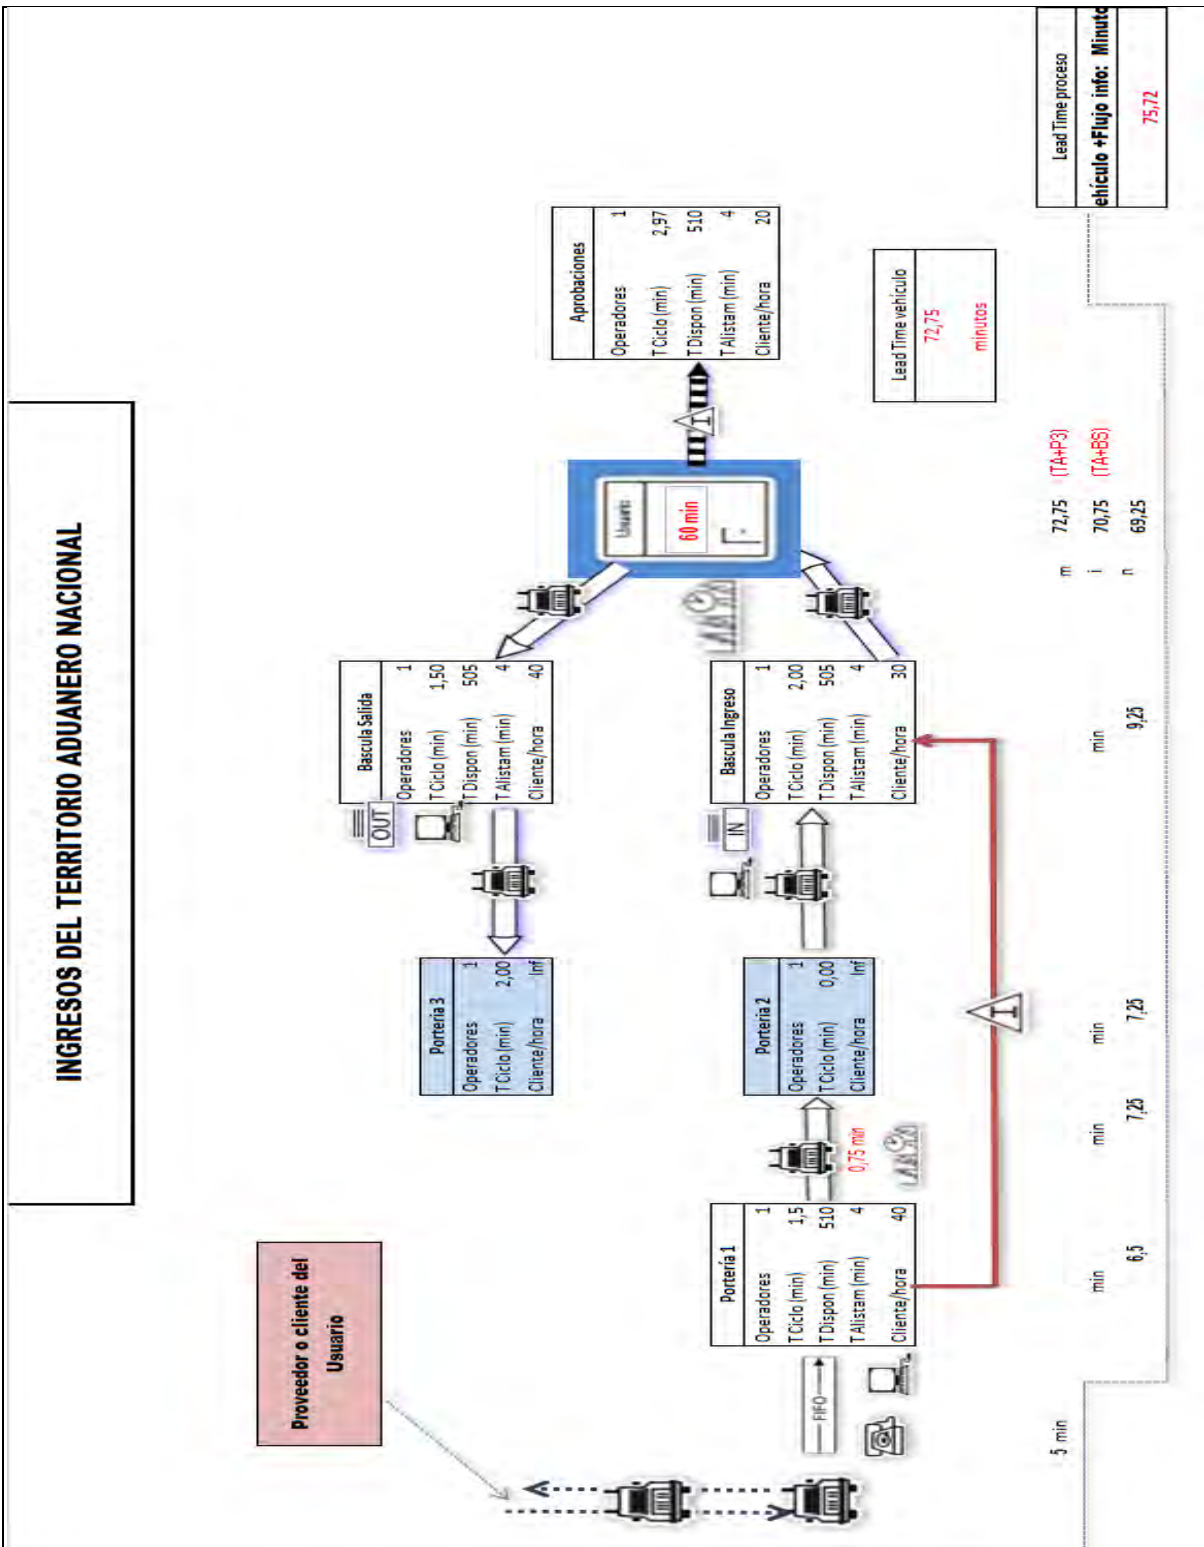 INGRESOS DEL TERRITORIO ADUANERO NACIONAL
Proveedor o cliente del
Usuario
Portería 3
Operadores 1
T Ciclo (min) 2,00
Cliente/hora Inf
OUT
Bascula Salida
Operadores 1
T Ciclo (min) 1,50
T Dispon (min) 505
T Alistam (min) 4
Cliente/hora 40
Usuario
60 min
I
Aprobaciones
Operadores 1
T Ciclo (min) 2,97
T Dispon (min) 510
T Alistam (min) 4
Cliente/hora 20
FIFO
Portería 1
Operadores 1
T Ciclo (min) 1,5
T Dispon (min) 510
T Alistam (min) 4
Cliente/hora 40
0,75 min
Portería 2
Operadores 1
T Ciclo (min) 0,00
Cliente/hora Inf
IN
Bascula Ingreso
Operadores 1
T Ciclo (min) 2,00
T Dispon (min) 505
T Alistam (min) 4
Cliente/hora 30
I
Lead Time vehículo
72,75
minutos
5 min
m 72,75 (TA+P3)
min min min min i 70,75 (TA+BS)
6,5 7,25 7,25 9,25 n 69,25
Lead Time proceso
ehículo +Flujo info: Minuto
75,72